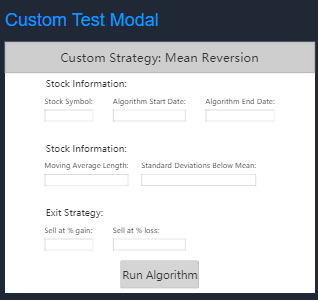 Custom Test Modal
Custom Strategy: Mean Reversion
Stock Information:
Stock Symbol: Algorithm Start Date: Algorithm End Date:
Stock Information:
Moving Average Length: Standard Deviations Below Mean:
Exit Strategy:
Sell at % gain: Sell at % loss:
Run Algorithm